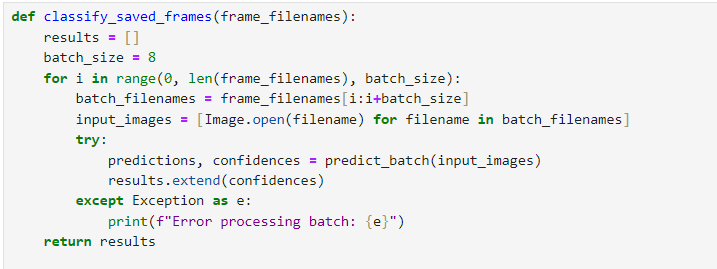 def classify_saved_frames(frame_filenames):
    results = []
    batch_size = 8
    for i in range(0, len(frame_filenames), batch_size):
        batch_filenames = frame_filenames[i:i+batch_size]
        input_images = [Image.open(filename) for filename in batch_filenames]
        try:
            predictions, confidences = predict_batch(input_images)
            results.extend(confidences)
        except Exception as e:
            print(f"Error processing batch: {e}")
    return results